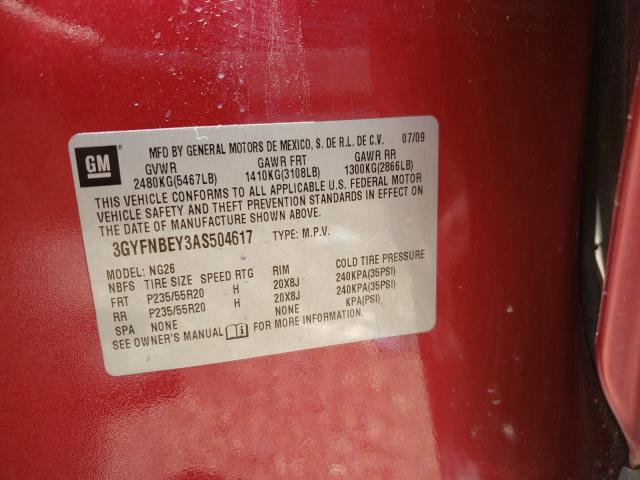 GM
MFD BY GENERAL MOTORS DE MEXICO, S. DE R.L. DE C.V. 07/09
GVWR GAWR FRT GAWR RR
2480KG(5467LB) 1410KG(3108LB) 1300KG(2866LB)
THIS VEHICLE CONFORMS TO ALL APPLICABLE U.S. FEDERAL MOTOR
VEHICLE SAFETY AND THEFT PREVENTION STANDARDS IN EFFECT ON
THE DATE OF MANUFACTURE SHOWN ABOVE.
3GYFNBEY3AS504617 TYPE: M.P.V.
MODEL: NG26
NBFS TIRE SIZE SPEED RTG RIM COLD TIRE PRESSURE
FRT P235/55R20 H 20X8J 240KPA(35PSI)
RR P235/55R20 H 20X8J 240KPA(35PSI)
SPA NONE NONE KPA(PSI)
SEE OWNER'S MANUAL FOR MORE INFORMATION.